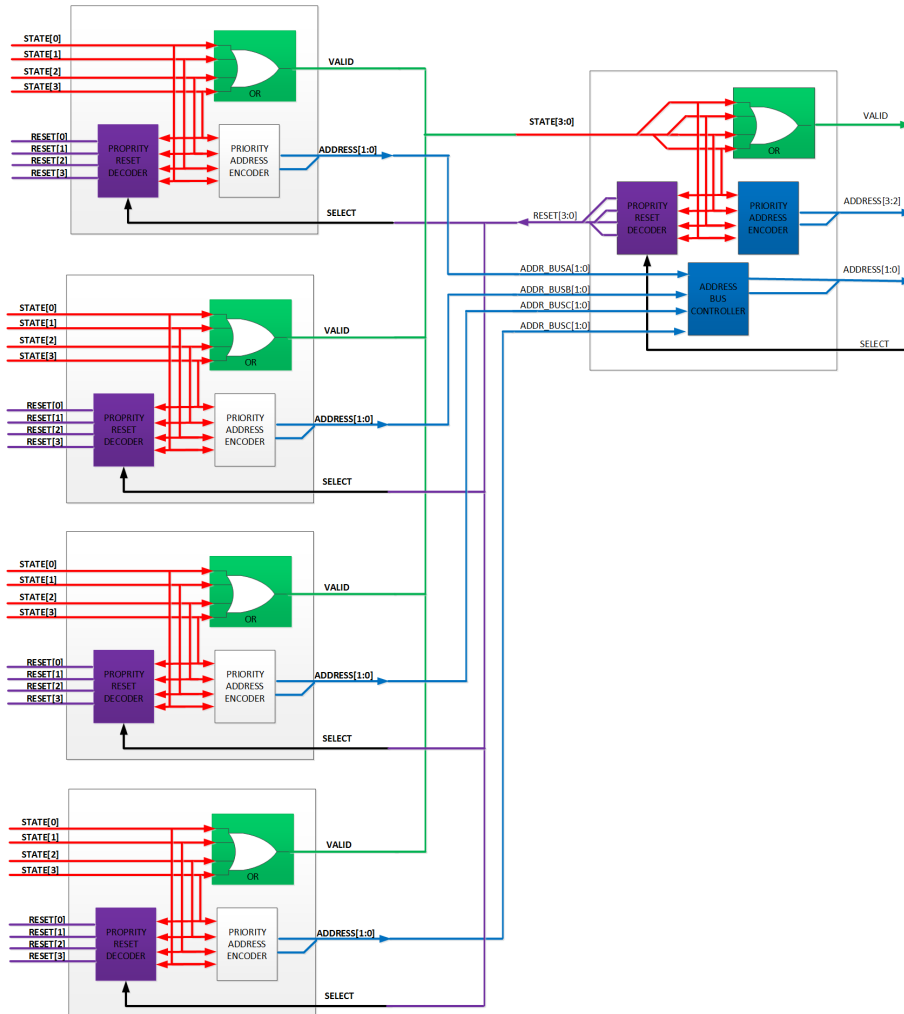 STATE[0]
STATE[1]
STATE[2]
STATE[3]
OR
VALID
RESET[0]
RESET[1]
RESET[2]
RESET[3]
PROPRITY
RESET
DECODER
PRIORITY
ADDRESS
ENCODER
ADDRESS[1:0]
SELECT
STATE[0]
STATE[1]
STATE[2]
STATE[3]
OR
VALID
RESET[0]
RESET[1]
RESET[2]
RESET[3]
PROPRITY
RESET
DECODER
PRIORITY
ADDRESS
ENCODER
ADDRESS[1:0]
SELECT
STATE[0]
STATE[1]
STATE[2]
STATE[3]
OR
VALID
RESET[0]
RESET[1]
RESET[2]
RESET[3]
PROPRITY
RESET
DECODER
PRIORITY
ADDRESS
ENCODER
ADDRESS[1:0]
SELECT
STATE[0]
STATE[1]
STATE[2]
STATE[3]
OR
VALID
RESET[0]
RESET[1]
RESET[2]
RESET[3]
PROPRITY
RESET
DECODER
PRIORITY
ADDRESS
ENCODER
ADDRESS[1:0]
SELECT
STATE[3:0]
OR
VALID
RESET[3:0]
PROPRITY
RESET
DECODER
PRIORITY
ADDRESS
ENCODER
ADDRESS[3:2]
ADDR_BUSA[1:0]
ADDR_BUSB[1:0]
ADDR_BUSC[1:0]
ADDR_BUSC[1:0]
ADDRESS
BUS
CONTROLLER
ADDRESS[1:0]
SELECT